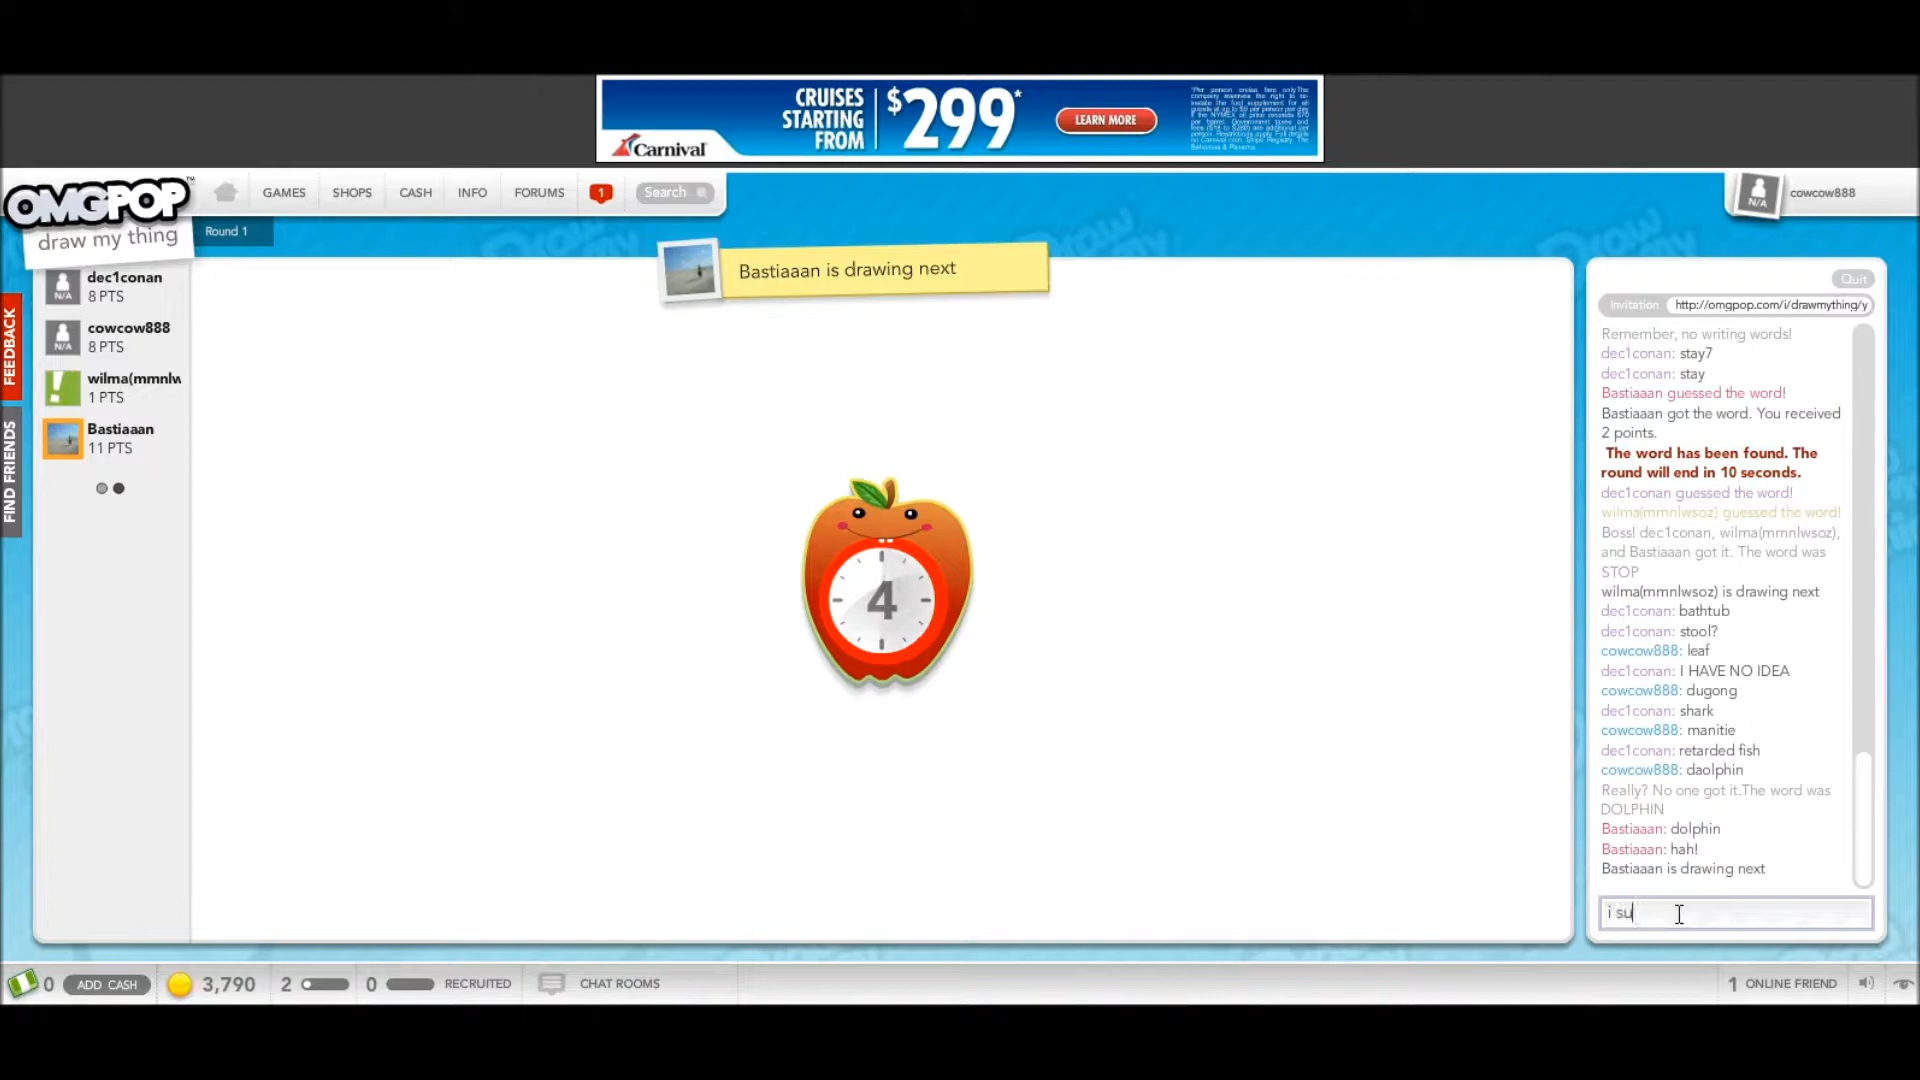 CRUISES
STARTING
FROM
$299*
LEARN MORE
Carnival
OMGPOP™
draw my thing
GAMES
SHOPS
CASH
INFO
FORUMS
1
Search
N/A
cowcow888
Round 1
Bastiaaan is drawing next
FEEDBACK
FIND FRIENDS
N/A
dec1conan
8 PTS
N/A
cowcow888
8 PTS
wilma(mmnlw
1 PTS
Bastiaaan
11 PTS
4
Quit
Invitation http://omgpop.com/i/drawmything/y
Remember, no writing words!
dec1conan: stay7
dec1conan: stay
Bastiaaan guessed the word!
Bastiaaan got the word. You received
2 points.
The word has been found. The
round will end in 10 seconds.
dec1conan guessed the word!
wilma(mmnlwsoz) guessed the word!
Boss! dec1conan, wilma(mmnlwsoz),
and Bastiaaan got it. The word was
STOP
wilma(mmnlwsoz) is drawing next
dec1conan: bathtub
dec1conan: stool?
cowcow888: leaf
dec1conan: I HAVE NO IDEA
cowcow888: dugong
dec1conan: shark
cowcow888: manitie
dec1conan: retarded fish
cowcow888: daolphin
Really? No one got it.The word was
DOLPHIN
Bastiaaan: dolphin
Bastiaaan: hah!
Bastiaaan is drawing next
i su
0
ADD CASH
3,790
2
0
RECRUITED
CHAT ROOMS
1 ONLINE FRIEND